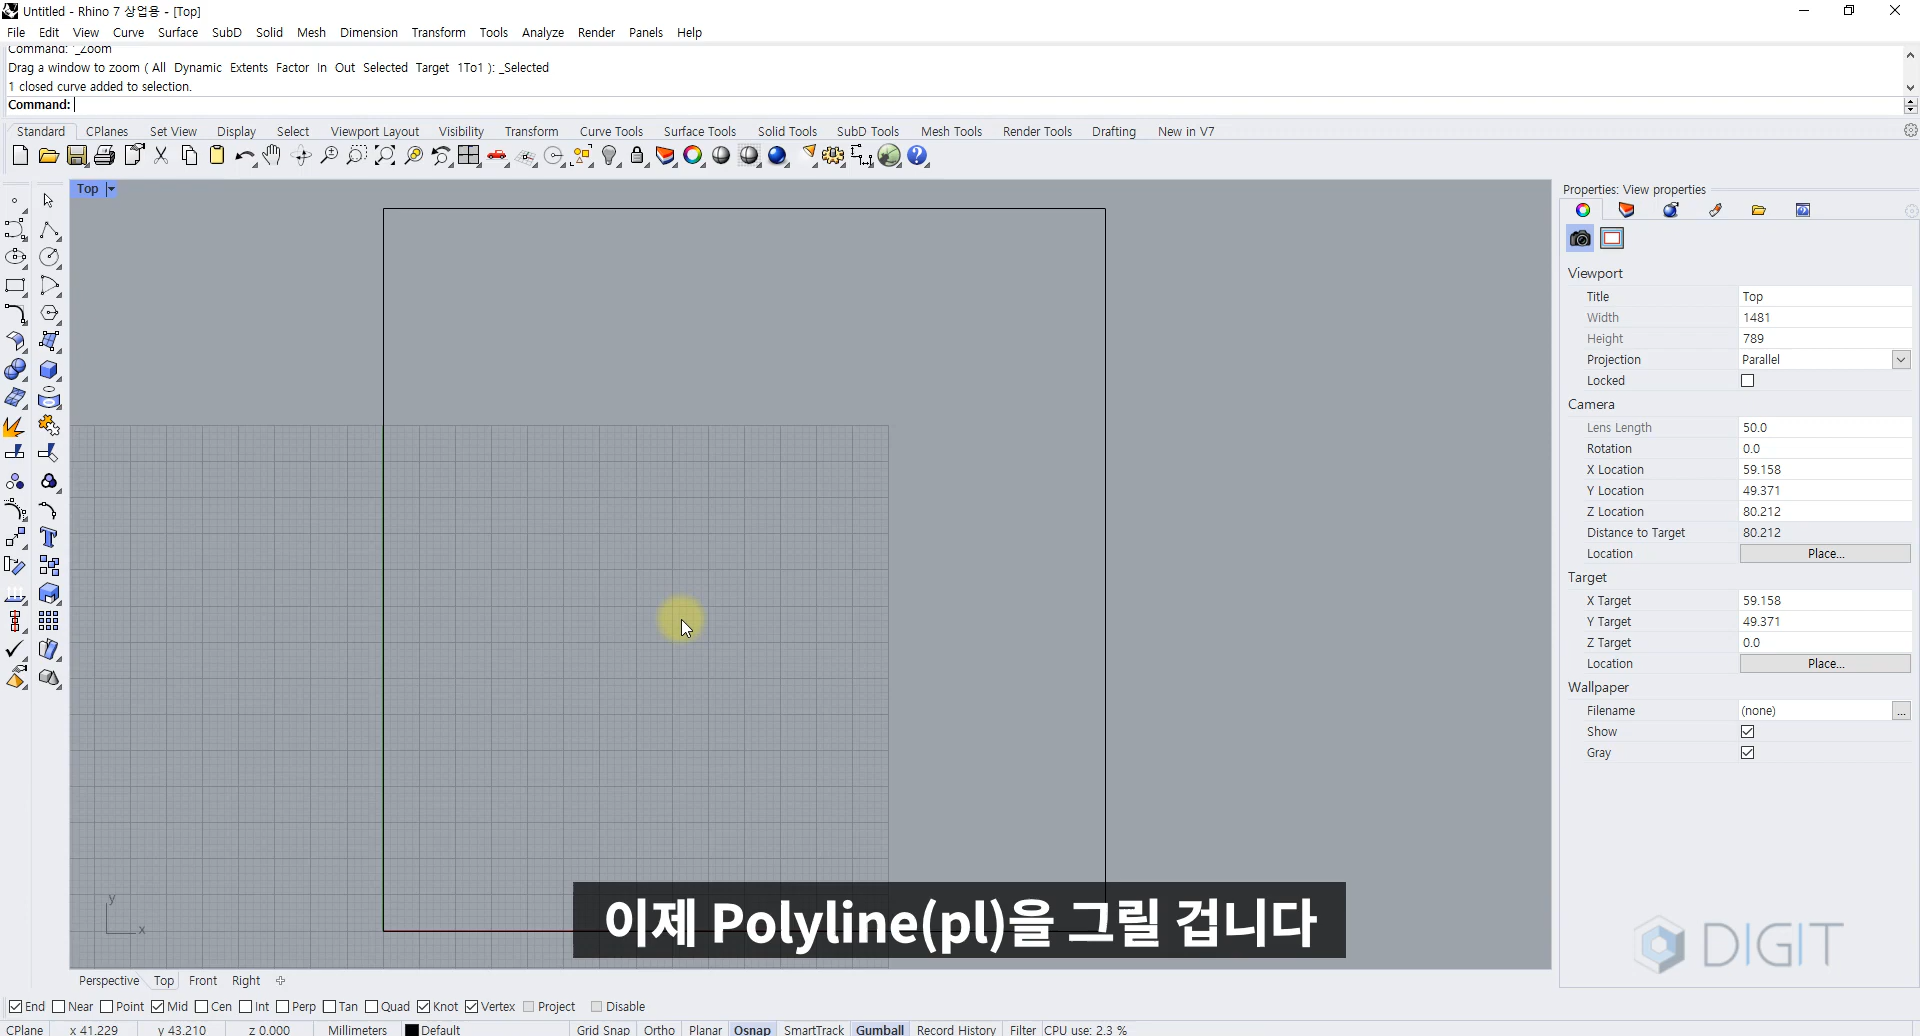 Untitled - Rhino 7 상업용 - [Top]
File Edit View Curve Surface SubD Solid Mesh Dimension Transform Tools Analyze Render Panels Help
Command: '_Zoom
Drag a window to zoom ( All Dynamic Extents Factor In Out Selected Target 1To1 ): _Selected
1 closed curve added to selection.
Command:
Standard CPlanes Set View Display Select Viewport Layout Visibility Transform Curve Tools Surface Tools Solid Tools SubD Tools Mesh Tools Render Tools Drafting New in V7
Top
Properties: View properties
Viewport
Title Top
Width 1481
Height 789
Projection Parallel
Locked
Camera
Lens Length 50.0
Rotation 0.0
X Location 59.158
Y Location 49.371
Z Location 80.212
Distance to Target 80.212
Location Place...
Target
X Target 59.158
Y Target 49.371
Z Target 0.0
Location Place...
Wallpaper
Filename (none) ...
Show
Gray
y
x
이제 Polyline(pl)을 그릴 겁니다
DIGIT
Perspective Top Front Right
End Near Point Mid Cen Int Perp Tan Quad Knot Vertex Project Disable
CPlane x 41.229 y 43.210 z 0.000 Millimeters Default Grid Snap Ortho Planar Osnap SmartTrack Gumball Record History Filter CPU use: 2.3 %